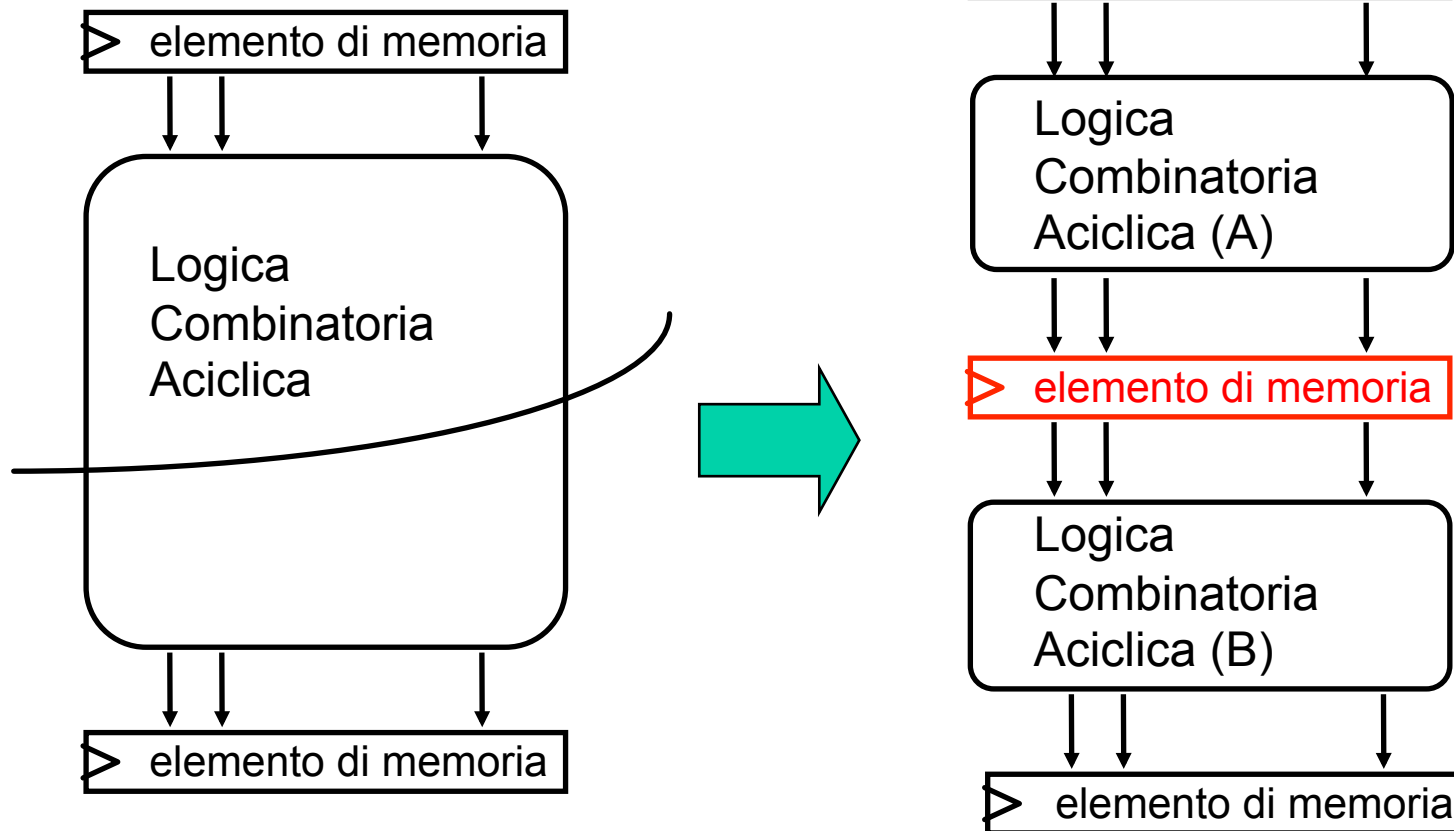 elemento di memoria
Logica
Combinatoria
Aciclica
elemento di memoria
Logica
Combinatoria
Aciclica (A)
elemento di memoria
Logica
Combinatoria
Aciclica (B)
elemento di memoria